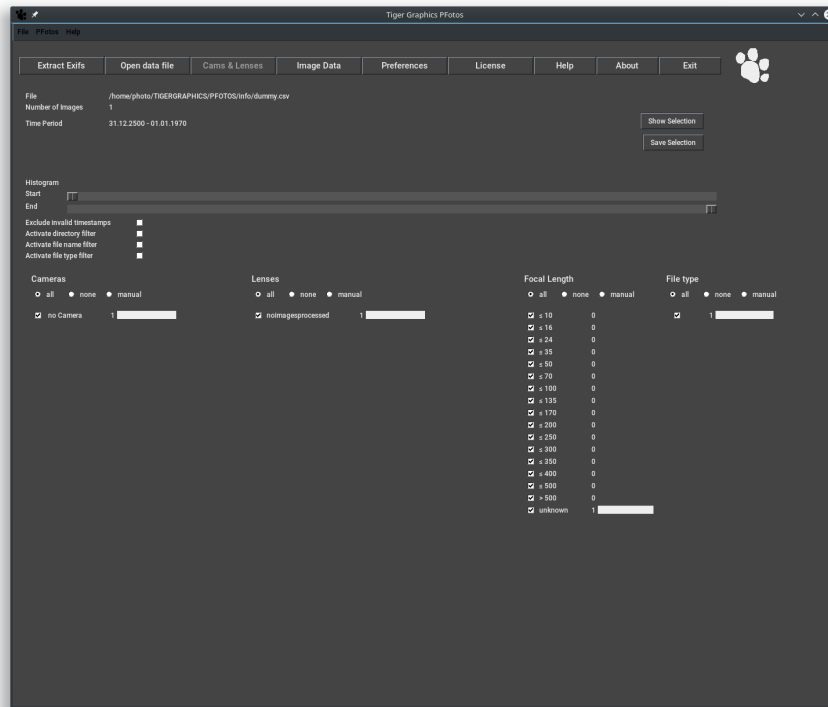 Tiger Graphics PFotos
File PFotos Help
Extract Exifs Open data file Cams & Lenses Image Data Preferences License Help About Exit
File /home/photo/TIGERGRAPHICS/PFOTOS/info/dummy.csv
Number of Images 1
Time Period 31.12.2500 - 01.01.1970
Show Selection
Save Selection
Histogram
Start
End
Exclude invalid timestamps
Activate directory filter
Activate file name filter
Activate file type filter
Cameras Lenses Focal Length File type
all none manual all none manual all none manual all none manual
no Camera 1 noimagesprocessed 1 ≤ 10 0 1
≤ 16 0
≤ 24 0
≤ 35 0
≤ 50 0
≤ 70 0
≤ 100 0
≤ 135 0
≤ 170 0
≤ 200 0
≤ 250 0
≤ 300 0
≤ 350 0
≤ 400 0
≤ 500 0
> 500 0
unknown 1